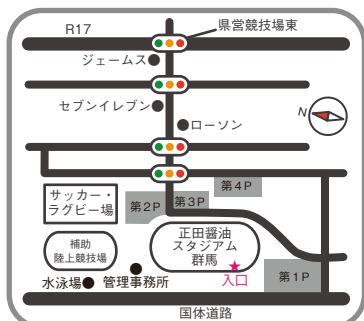 R17
県営競技場東
ジェームス
セブンイレブン
ローソン
N
サッカー・
ラグビー場
第2P
第3P
第4P
補助
陸上競技場
正田醤油
スタジアム
群馬
入口
第1P
水泳場
管理事務所
国体道路